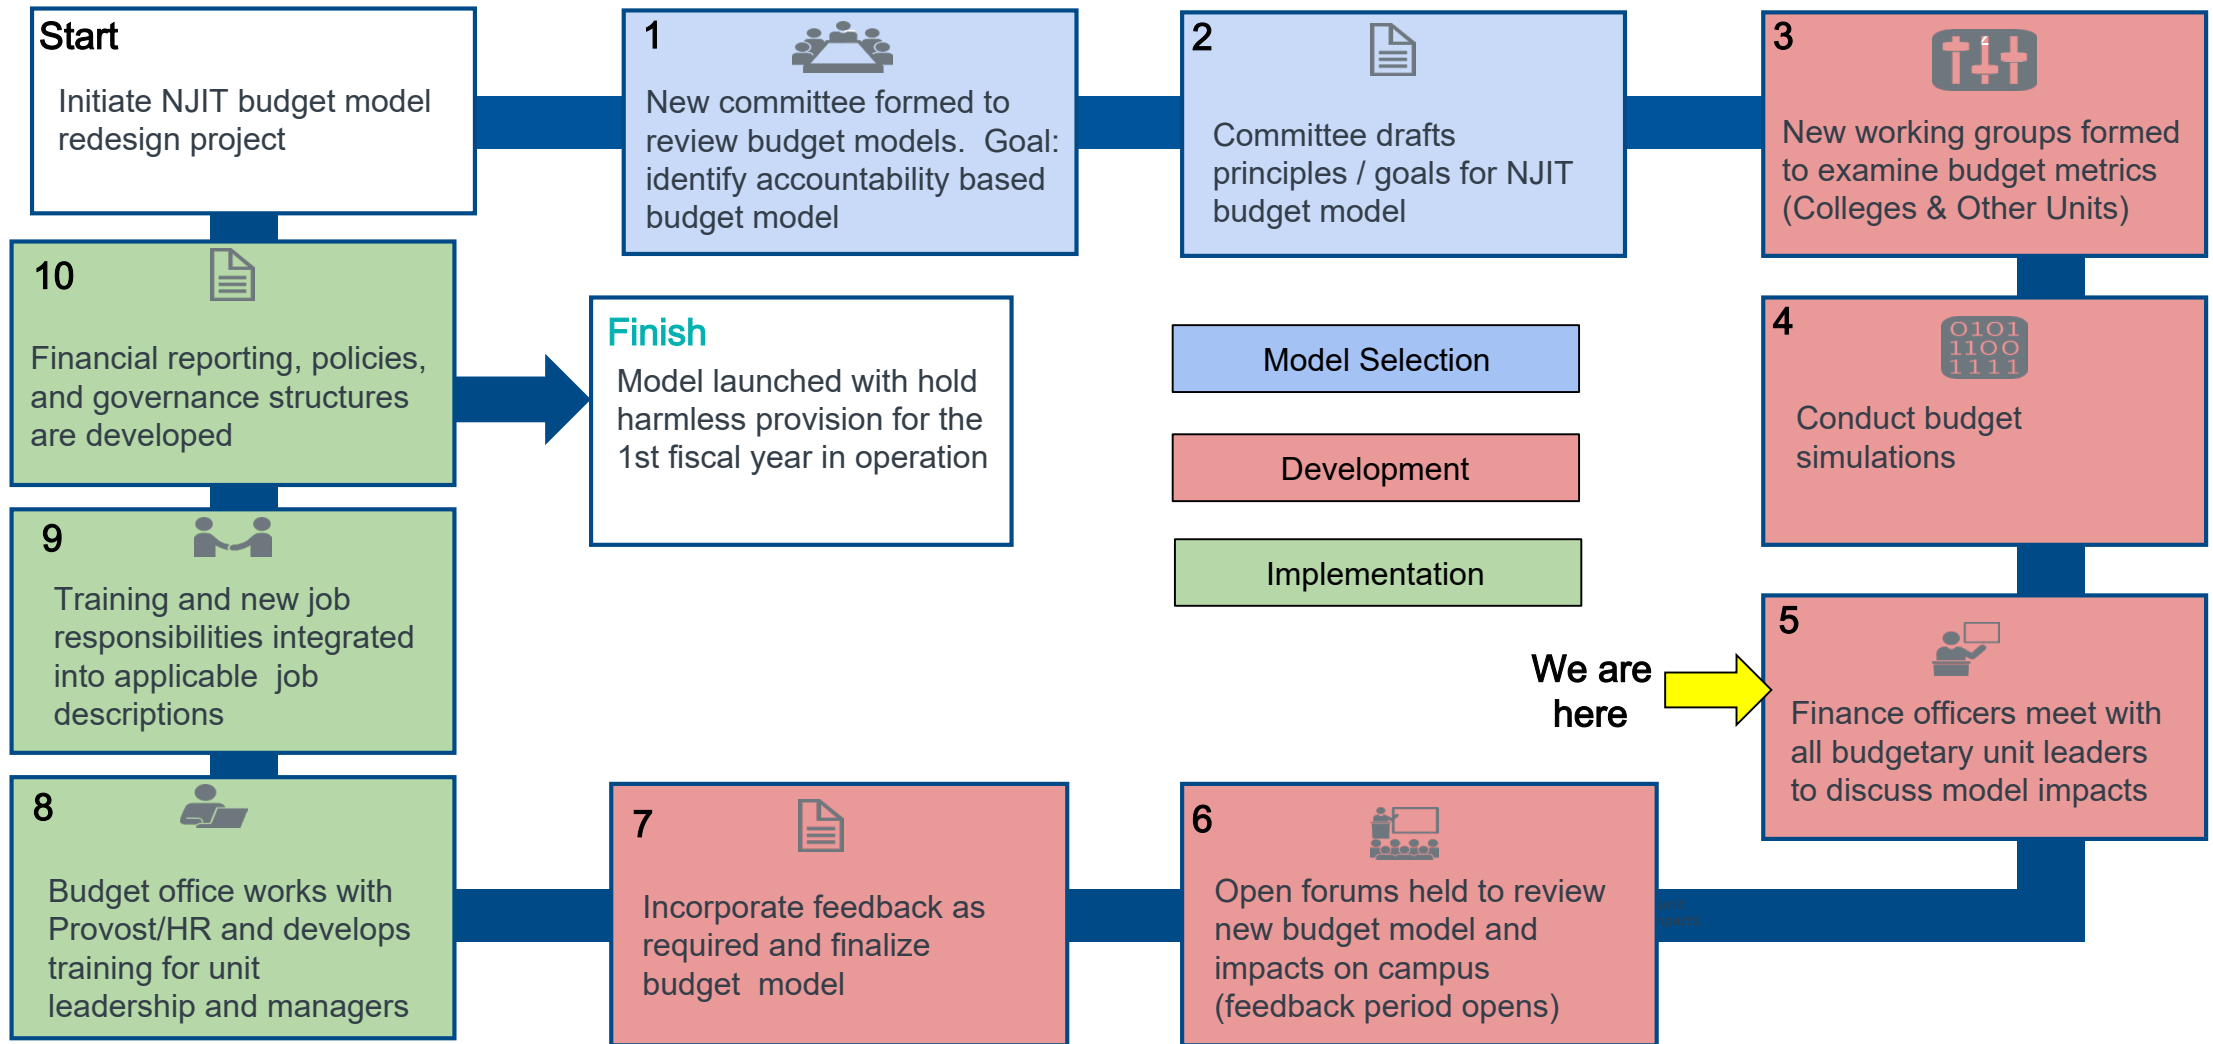 Start
Initiate NJIT budget model
redesign project
1
New committee formed to
review budget models.  Goal:
identify accountability based
budget model
2
Committee drafts
principles / goals for NJIT
budget model
3
New working groups formed
to examine budget metrics
(Colleges & Other Units)
4
0101
1100
1111
Conduct budget
simulations
We are
here
5
Finance officers meet with
all budgetary unit leaders
to discuss model impacts
6
Open forums held to review
new budget model and
impacts on campus
(feedback period opens)
7
Incorporate feedback as
required and finalize
budget  model
8
Budget office works with
Provost/HR and develops
training for unit
leadership and managers
9
Training and new job
responsibilities integrated
into applicable  job
descriptions
10
Financial reporting, policies,
and governance structures
are developed
Finish
Model launched with hold
harmless provision for the
1st fiscal year in operation
Model Selection
Development
Implementation